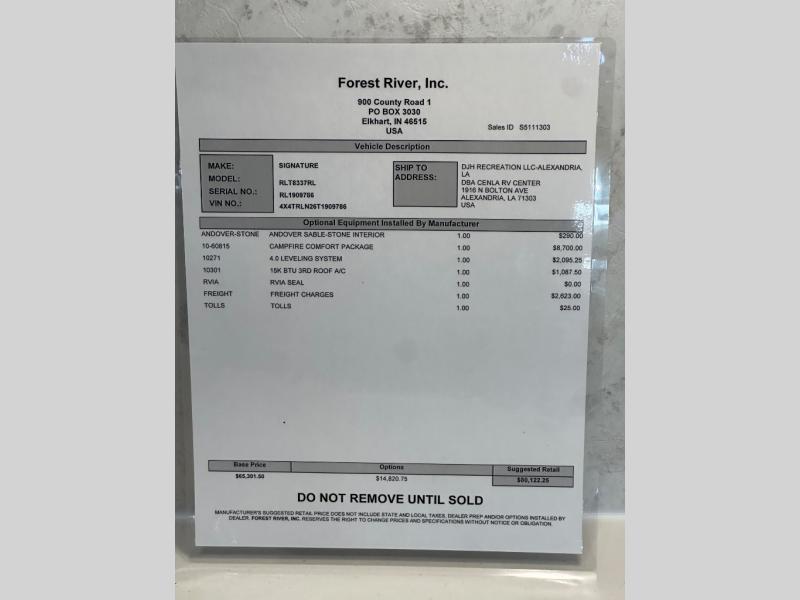 Forest River, Inc.
900 County Road 1
PO BOX 3030
Elkhart, IN 46515
USA
Sales ID S5111303
Vehicle Description
MAKE: SIGNATURE
MODEL: RLT8337RL
SERIAL NO.: RL1909786
VIN NO.: 4X4TRLN26T1909786
SHIP TO ADDRESS:
DJH RECREATION LLC-ALEXANDRIA,
LA
DBA CENLA RV CENTER
1916 N BOLTON AVE
ALEXANDRIA, LA 71303
USA
Optional Equipment Installed By Manufacturer
ANDOVER-STONE ANDOVER SABLE-STONE INTERIOR 1.00 $290.00
10-60815 CAMPFIRE COMFORT PACKAGE 1.00 $8,700.00
10271 4.0 LEVELING SYSTEM 1.00 $2,095.25
10301 15K BTU 3RD ROOF A/C 1.00 $1,087.50
RVIA RVIA SEAL 1.00 $0.00
FREIGHT FREIGHT CHARGES 1.00 $2,623.00
TOLLS TOLLS 1.00 $25.00
Base Price Options Suggested Retail
$65,301.50 $14,820.75 $80,122.25
DO NOT REMOVE UNTIL SOLD
MANUFACTURER'S SUGGESTED RETAIL PRICE DOES NOT INCLUDE STATE AND LOCAL TAXES, DEALER PREP AND/OR OPTIONS INSTALLED BY
DEALER. FOREST RIVER, INC. RESERVES THE RIGHT TO CHANGE PRICES AND SPECIFICATIONS WITHOUT NOTICE OR OBLIGATION.